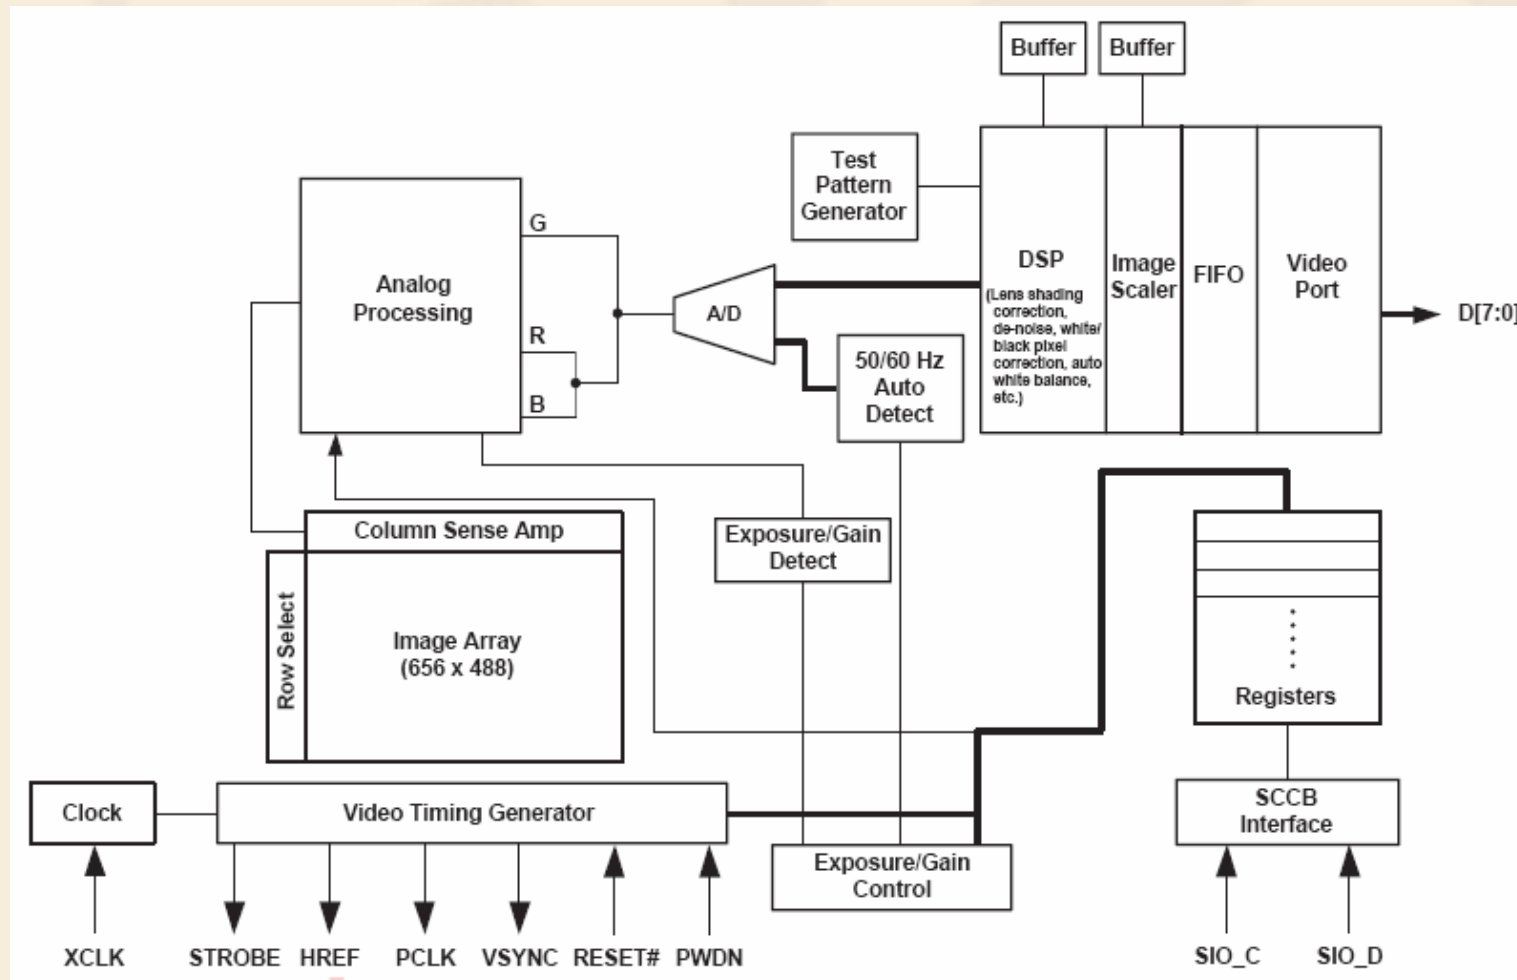 Buffer
Buffer
Test
Pattern
Generator
G
Analog
Processing
R
B
A/D
50/60 Hz
Auto
Detect
DSP
(Lens shading
correction,
de-noise, white/
black pixel
correction, auto
white balance,
etc.)
Image
Scaler
FIFO
Video
Port
D[7:0]
Column Sense Amp
Row Select
Image Array
(656 x 488)
Exposure/Gain
Detect
Registers
Clock
Video Timing Generator
Exposure/Gain
Control
SCCB
Interface
XCLK
STROBE
HREF
PCLK
VSYNC
RESET#
PWDN
SIO_C
SIO_D